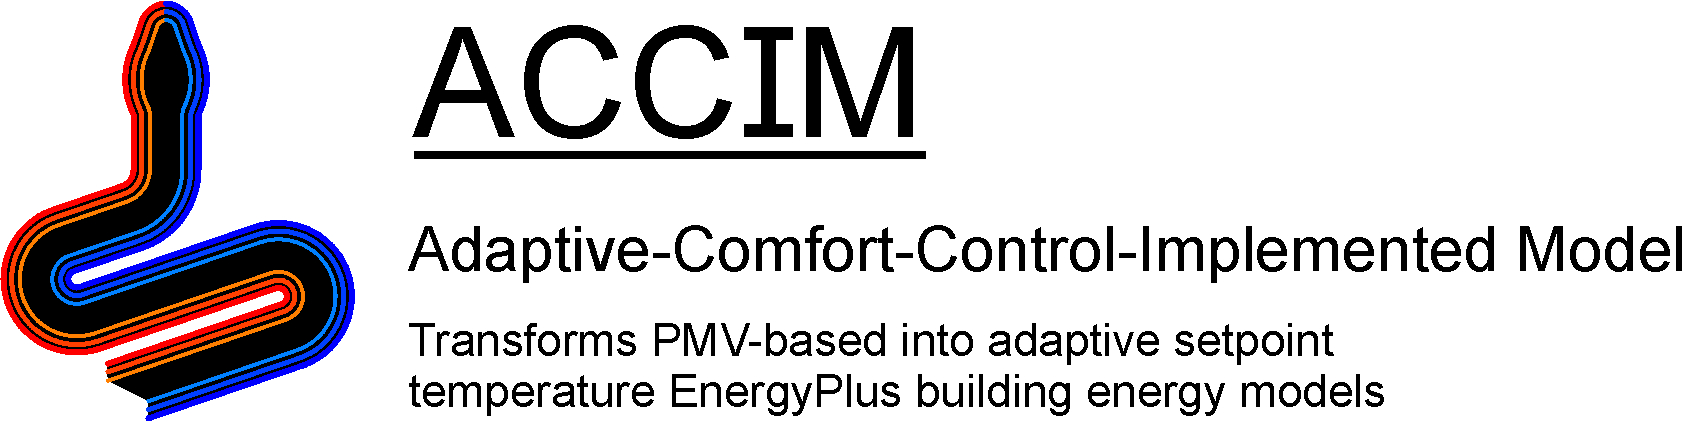 ACCIM
Adaptive-Comfort-Control-Implemented Model
Transforms PMV-based into adaptive setpoint
temperature EnergyPlus building energy models